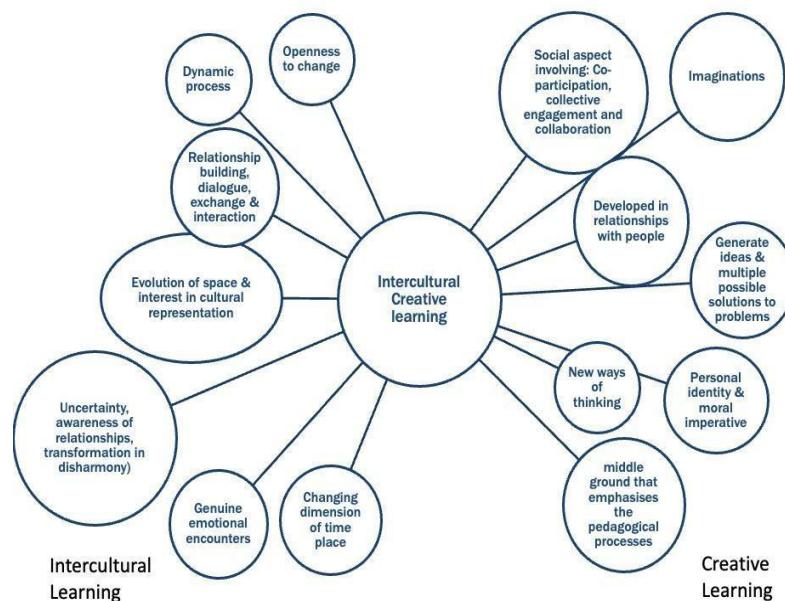 Openness
to change
Dynamic
process
Relationship
building,
dialogue,
exchange &
interaction
Evolution of space &
interest in cultural
representation
Uncertainty,
awareness of
relationships,
transformation in
disharmony)
Genuine
emotional
encounters
Changing
dimension
of time
place
Intercultural
Learning
Intercultural
Creative
learning
Social aspect
involving: Co-
participation,
collective
engagement and
collaboration
Imaginations
Developed in
relationships
with people
Generate
ideas &
multiple
possible
solutions to
problems
New ways
of
thinking
Personal
identity &
moral
imperative
middle
ground that
emphasises
the
pedagogical
processes
Creative
Learning